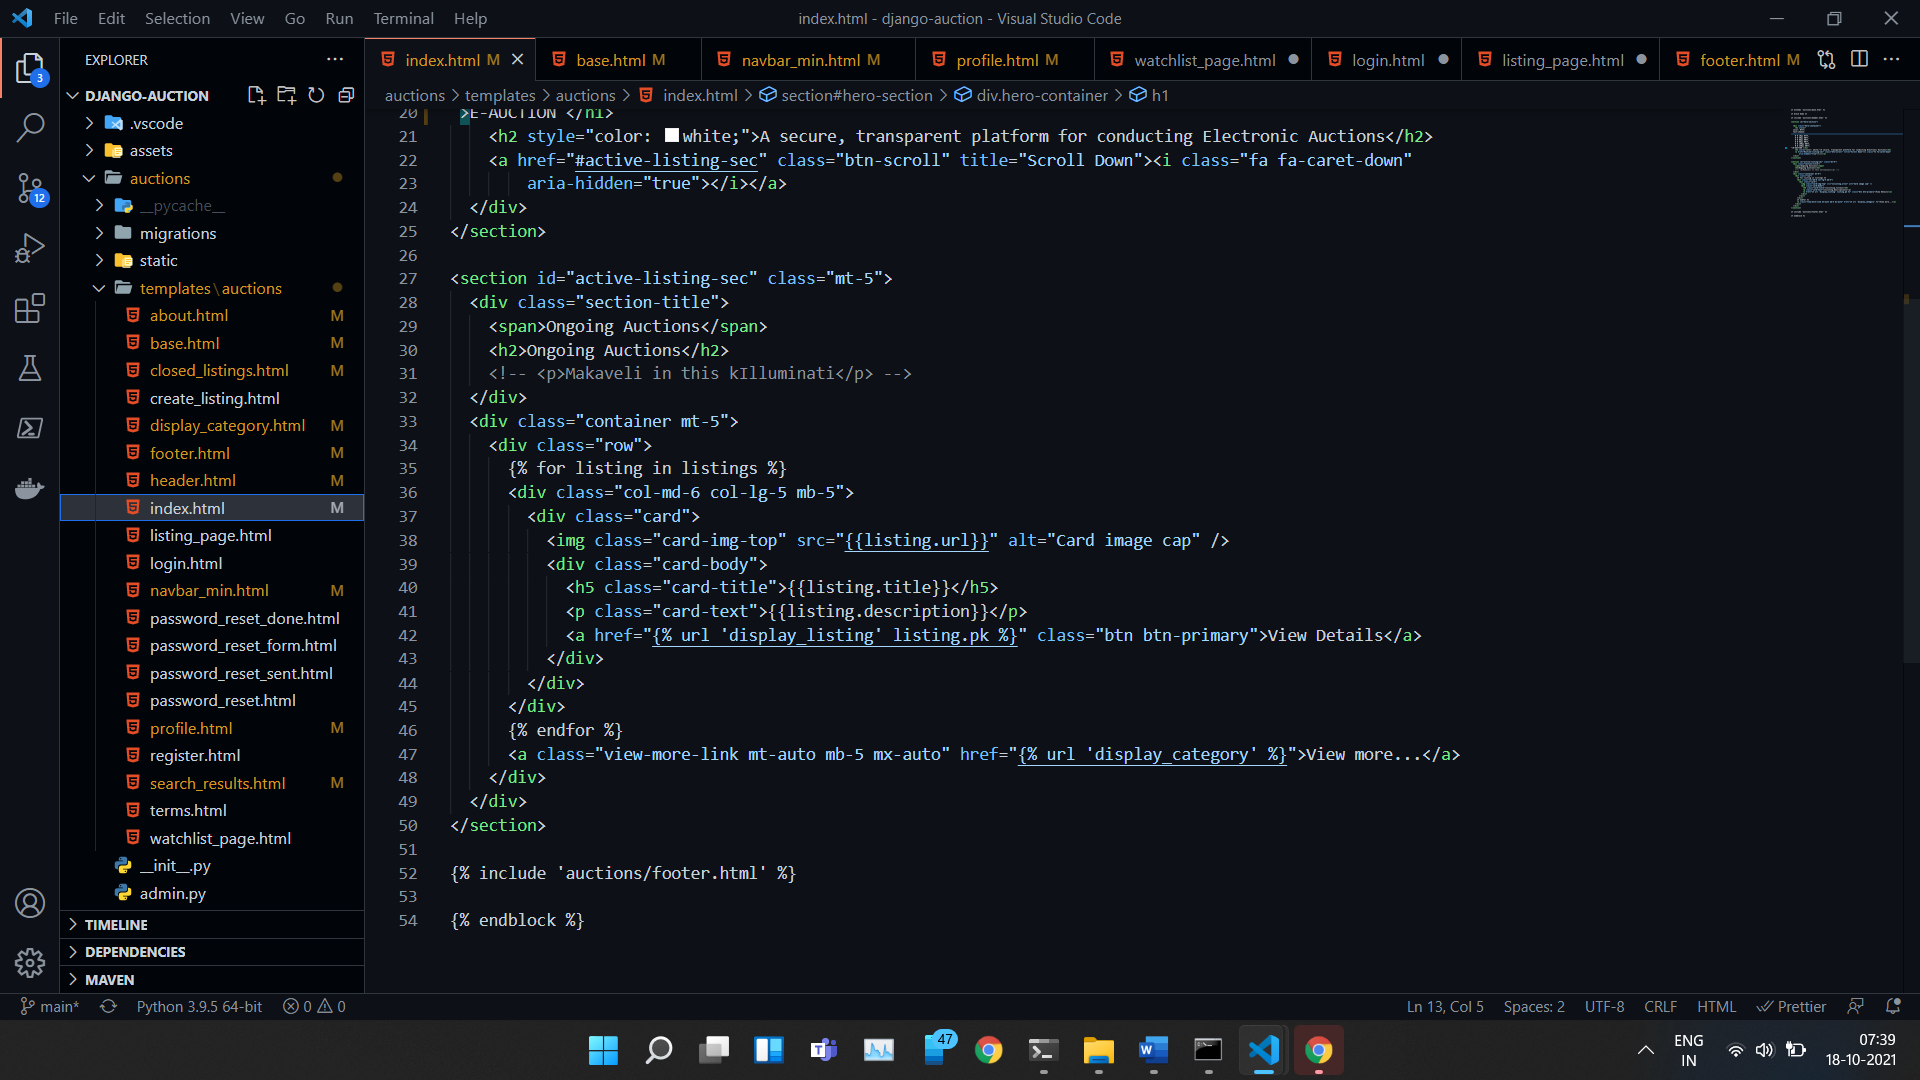 File Edit Selection View Go Run Terminal Help
index.html - django-auction - Visual Studio Code
EXPLORER
index.html M
base.html M
navbar_min.html M
profile.html M
watchlist_page.html
login.html
listing_page.html
footer.html M
DJANGO-AUCTION
auctions > templates > auctions > index.html > section#hero-section > div.hero-container > h1
3
12
.vscode
assets
auctions
__pycache__
migrations
static
templates\auctions
about.html M
base.html M
closed_listings.html M
create_listing.html
display_category.html M
footer.html M
header.html M
index.html M
listing_page.html
login.html
navbar_min.html M
password_reset_done.html
password_reset_form.html
password_reset_sent.html
password_reset.html
profile.html M
register.html
search_results.html M
terms.html
watchlist_page.html
__init__.py
admin.py
TIMELINE
DEPENDENCIES
MAVEN
20 >E-AUCTION </h1>
21 <h2 style="color: white;">A secure, transparent platform for conducting Electronic Auctions</h2>
22 <a href="#active-listing-sec" class="btn-scroll" title="Scroll Down"><i class="fa fa-caret-down"
23 aria-hidden="true"></i></a>
24 </div>
25 </section>
26
27 <section id="active-listing-sec" class="mt-5">
28 <div class="section-title">
29 <span>Ongoing Auctions</span>
30 <h2>Ongoing Auctions</h2>
31 <!-- <p>Makaveli in this kIlluminati</p> -->
32 </div>
33 <div class="container mt-5">
34 <div class="row">
35 {% for listing in listings %}
36 <div class="col-md-6 col-lg-5 mb-5">
37 <div class="card">
38 <img class="card-img-top" src="{{listing.url}}" alt="Card image cap" />
39 <div class="card-body">
40 <h5 class="card-title">{{listing.title}}</h5>
41 <p class="card-text">{{listing.description}}</p>
42 <a href="{% url 'display_listing' listing.pk %}" class="btn btn-primary">View Details</a>
43 </div>
44 </div>
45 </div>
46 {% endfor %}
47 <a class="view-more-link mt-auto mb-5 mx-auto" href="{% url 'display_category' %}">View more...</a>
48 </div>
49 </div>
50 </section>
51
52 {% include 'auctions/footer.html' %}
53
54 {% endblock %}
main* Python 3.9.5 64-bit 0 0
Ln 13, Col 5 Spaces: 2 UTF-8 CRLF HTML Prettier
47
ENG
IN
07:39
18-10-2021